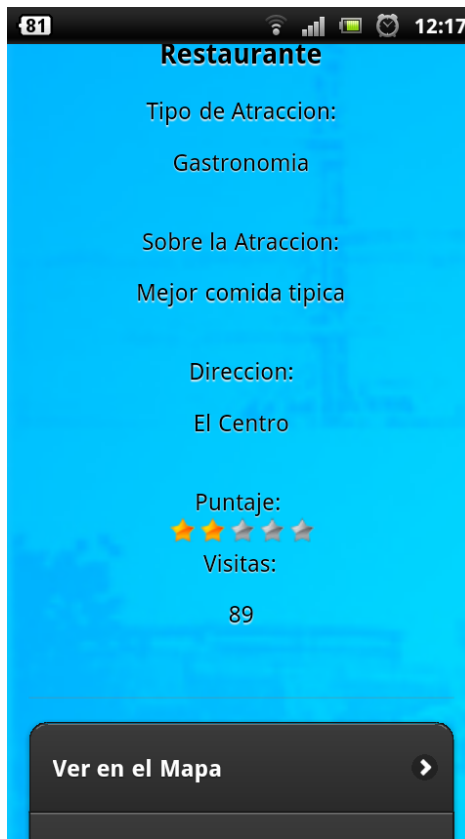 81
12:17
Restaurante
Tipo de Atraccion:
Gastronomia
Sobre la Atraccion:
Mejor comida tipica
Direccion:
El Centro
Puntaje:
Visitas:
89
Ver en el Mapa